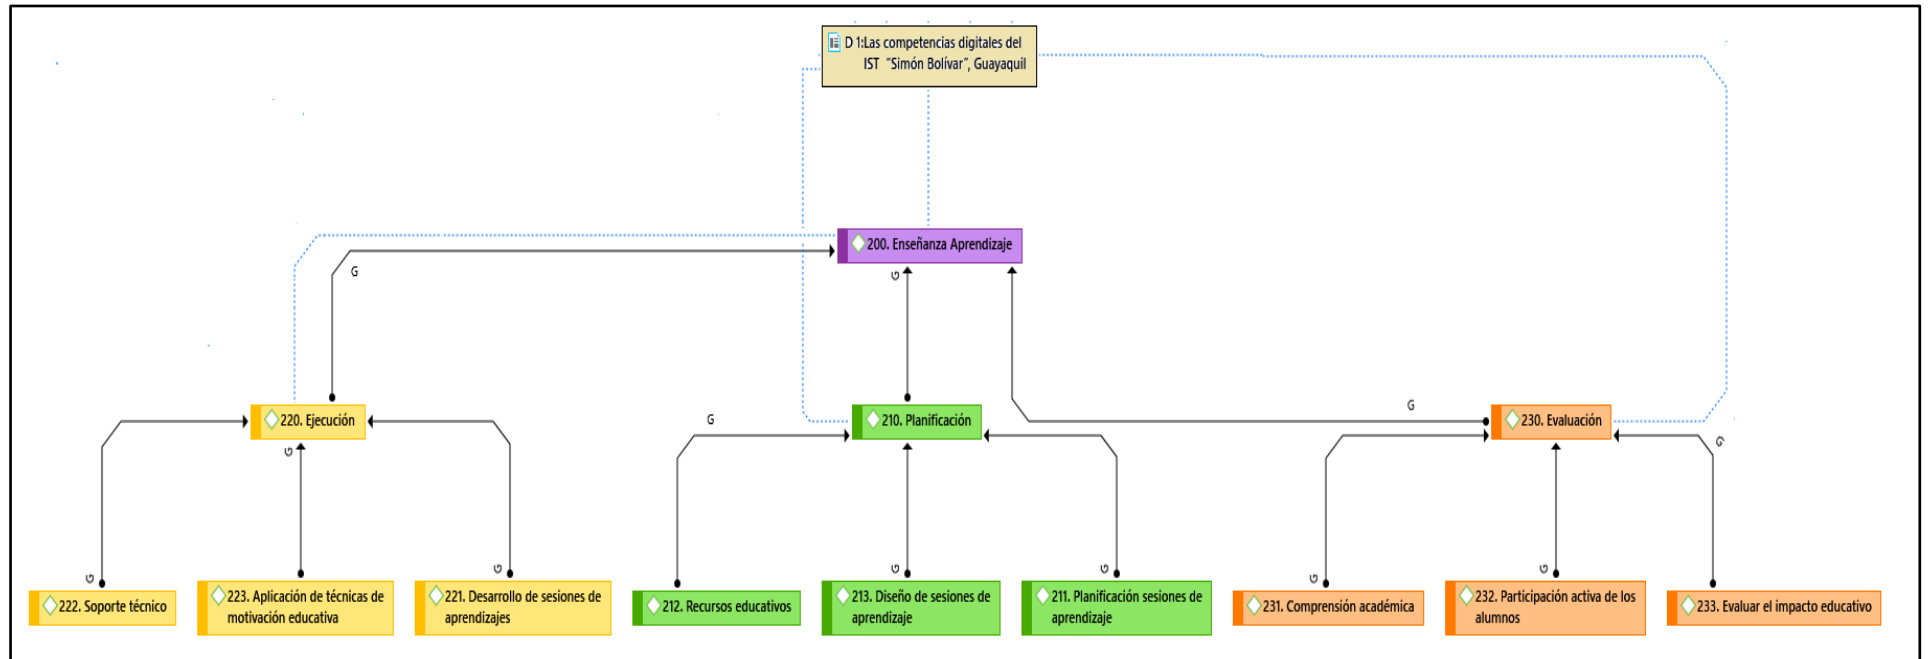 D 1:Las competencias digitales del
IST "Simón Bolívar", Guayaquil
200. Enseñanza Aprendizaje
G
G
G
G
220. Ejecución
210. Planificación
230. Evaluación
G
G
G
G
G
G
G
G
222. Soporte técnico
223. Aplicación de técnicas de
motivación educativa
221. Desarrollo de sesiones de
aprendizajes
212. Recursos educativos
213. Diseño de sesiones de
aprendizaje
211. Planificación sesiones de
aprendizaje
231. Comprensión académica
232. Participación activa de los
alumnos
233. Evaluar el impacto educativo